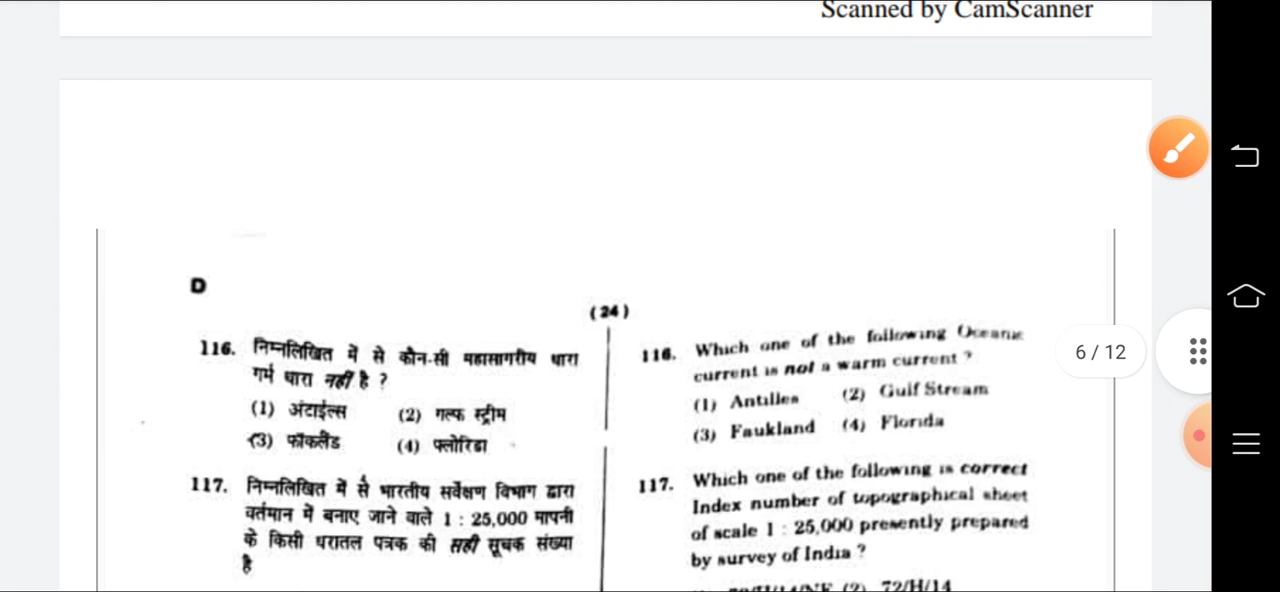 Scanned by CamScanner
D
(24)
116. निम्नलिखित में से कौन-सी महासागरीय धारा
गर्म धारा नहीं है ?
(1) अंटाईल्स (2) गल्फ स्ट्रीम
(3) फॉकलैंड (4) फ्लोरिडा
117. निम्नलिखित में से भारतीय सर्वेक्षण विभाग द्वारा
वर्तमान में बनाए जाने वाले 1 : 25,000 मापनी
के किसी धरातल पत्रक की सही सूचक संख्या
है
116. Which one of the following Oceanic
current is not a warm current ?
(1) Antilles (2) Gulf Stream
(3) Faukland (4) Florida
117. Which one of the following is correct
Index number of topographical sheet
of scale 1 : 25,000 presently prepared
by survey of India ?
(2) 72/H/14
6 / 12